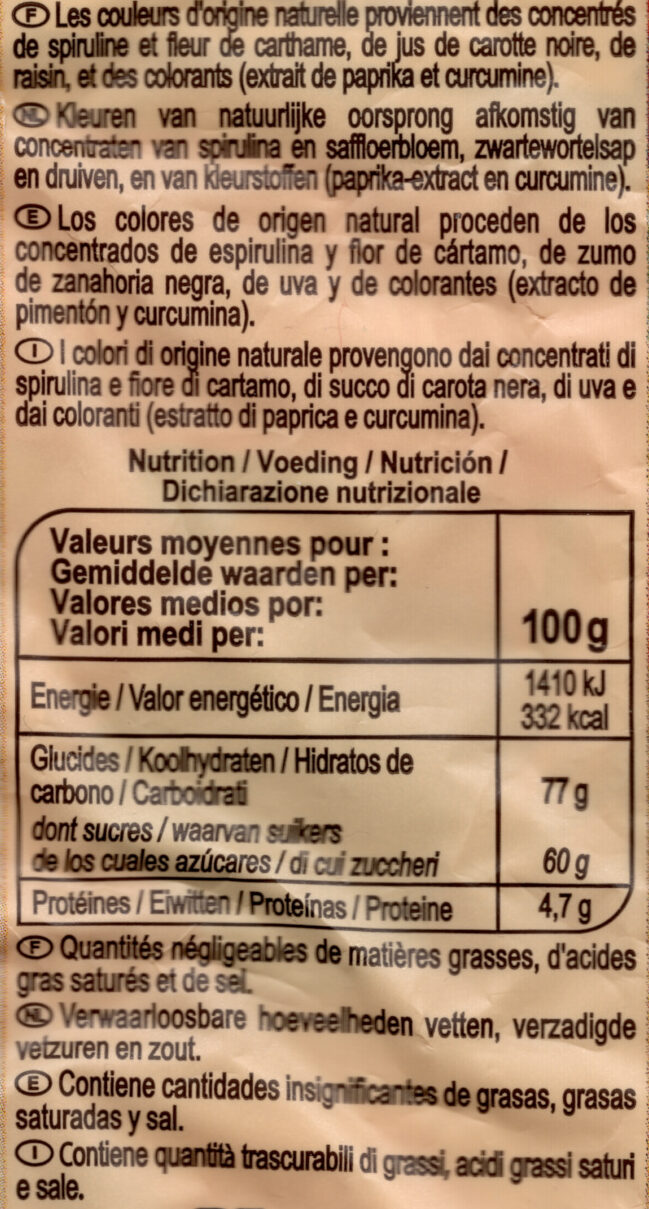 F Les couleurs d'origine naturelle proviennent des concentrés
de spiruline et fleur de carthame, de jus de carotte noire, de
raisin, et des colorants (extrait de paprika et curcumine).
NL Kleuren van natuurlijke oorsprong afkomstig van
concentraten van spirulina en saffloerbloem, zwartewortelsap
en druiven, en van kleurstoffen (paprika-extract en curcumine).
E Los colores de origen natural proceden de los
concentrados de espirulina y flor de cártamo, de zumo
de zanahoria negra, de uva y de colorantes (extracto de
pimentón y curcumina).
I I colori di origine naturale provengono dai concentrati di
spirulina e fiore di cartamo, di succo di carota nera, di uva e
dai coloranti (estratto di paprica e curcumina).
Nutrition / Voeding / Nutrición /
Dichiarazione nutrizionale
Valeurs moyennes pour :
Gemiddelde waarden per:
Valores medios por:
Valori medi per:
100g
Energie / Valor energético / Energia
1410 kJ
332 kcal
Glucides / Koolhydraten / Hidratos de
carbono / Carboidrati
77 g
dont sucres / waarvan suikers
de los cuales azúcares / di cui zuccheri
60 g
Protéines / Eiwitten / Proteínas / Proteine
4,7 g
F Quantités négligeables de matières grasses, d'acides
gras saturés et de sel.
NL Verwaarloosbare hoeveelheden vetten, verzadigde
vetzuren en zout.
E Contiene cantidades insignificantes de grasas, grasas
saturadas y sal.
I Contiene quantità trascurabili di grassi, acidi grassi saturi
e sale.